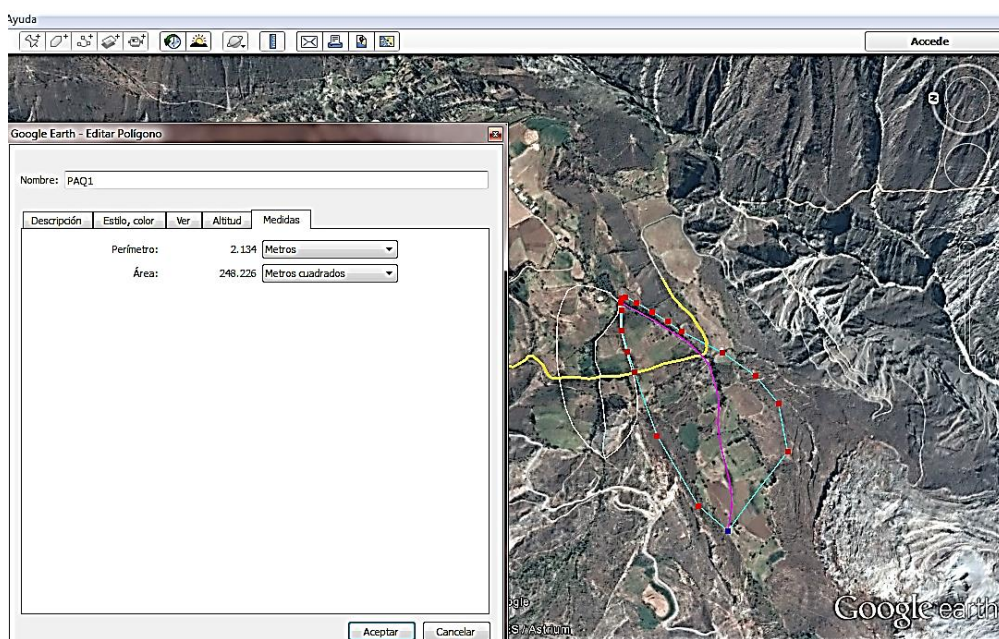 Ayuda
Accede
Google Earth - Editar Polígono
Nombre: PAQ1
Descripción Estilo, color Ver Altitud Medidas
Perímetro: 2.134 Metros
Área: 248.226 Metros cuadrados
Aceptar Cancelar
N
Google earth
S / Astrium